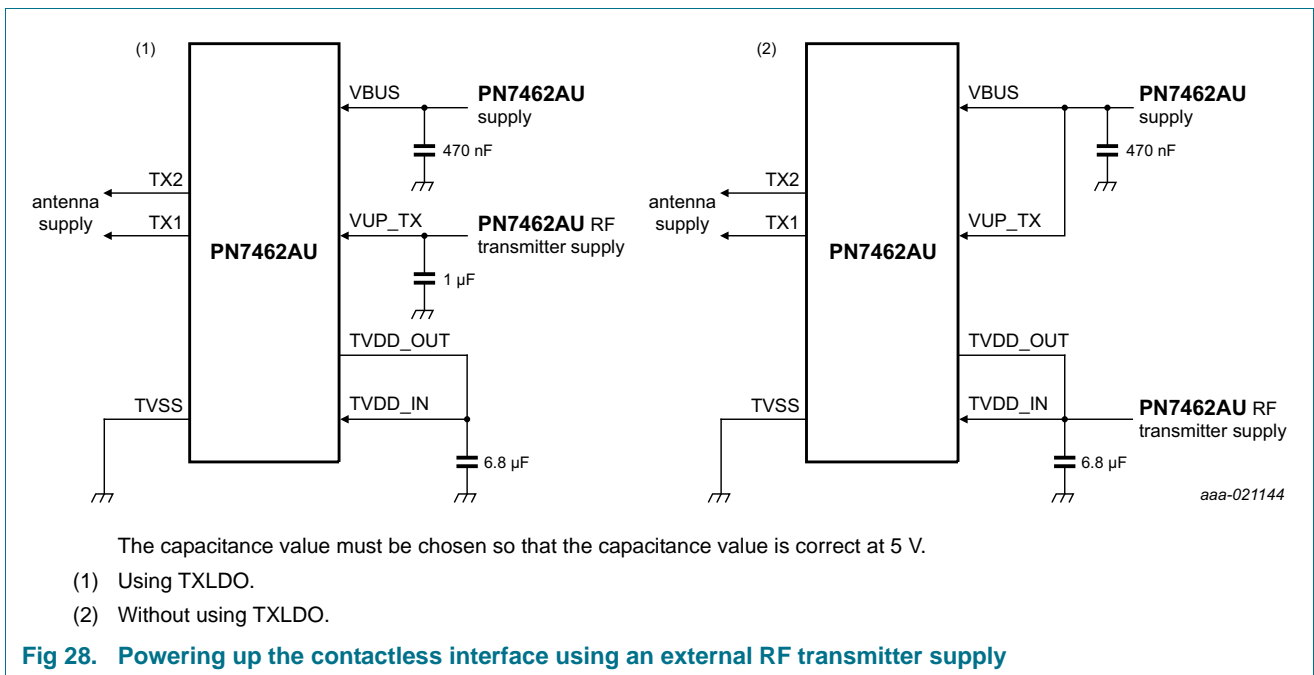 (1)
VBUS
PN7462AU
supply
470 nF
TX2
antenna
supply
TX1
VUP_TX
PN7462AU RF
transmitter supply
PN7462AU
1 µF
TVDD_OUT
TVSS
TVDD_IN
6.8 µF
(2)
VBUS
PN7462AU
supply
470 nF
TX2
antenna
supply
TX1
VUP_TX
PN7462AU
TVDD_OUT
TVSS
TVDD_IN
PN7462AU RF
transmitter supply
6.8 µF
aaa-021144
The capacitance value must be chosen so that the capacitance value is correct at 5 V.
(1) Using TXLDO.
(2) Without using TXLDO.
Fig 28. Powering up the contactless interface using an external RF transmitter supply